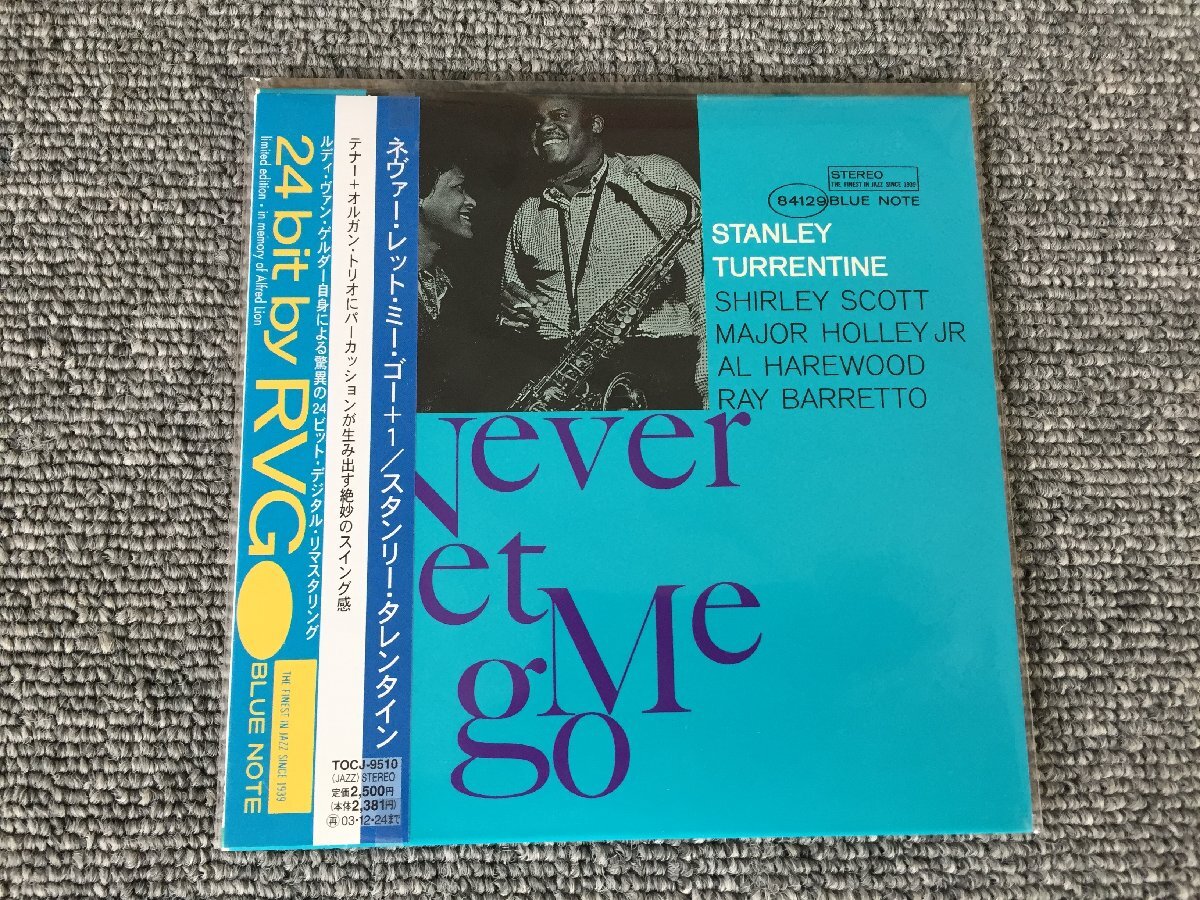 24 bit by RVG
limited edition • in memory of Alfred Lion
ルディ・ヴァン・ゲルダー自身による驚異の24ビット・デジタル・リマスタリング
BLUE NOTE
THE FINEST IN JAZZ SINCE 1939
テナー+オルガン・トリオにパーカッションが生み出す絶妙のスイング感
ネヴァー・レット・ミー・ゴー+1/スタンリー・タレンタイン
TOCJ-9510
(JAZZ) STEREO
定価2,500円
(本体2,381円)
再 03・12・24まで
STEREO
THE FINEST IN JAZZ SINCE 1939
84129 BLUE NOTE
STANLEY
TURRENTINE
SHIRLEY SCOTT
MAJOR HOLLEY JR
AL HAREWOOD
RAY BARRETTO
Never
et Me
go